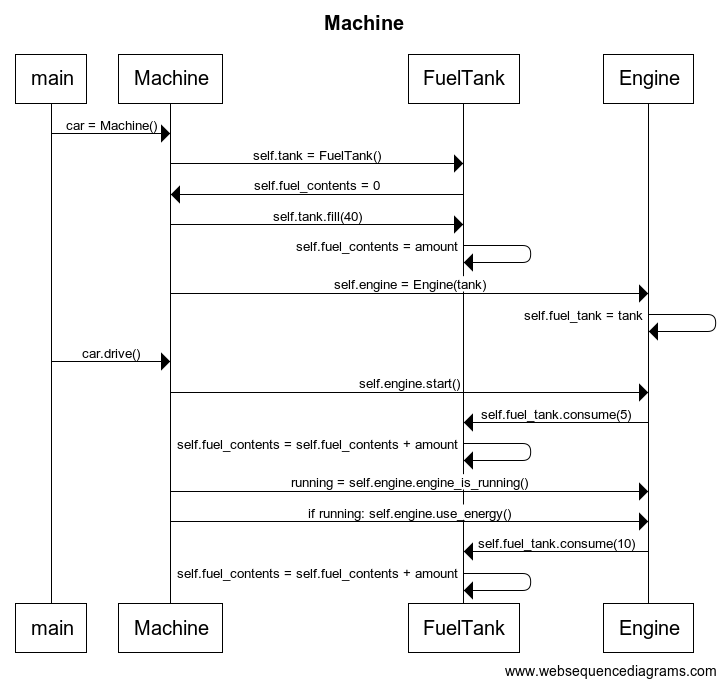 Machine
main
Machine
FuelTank
Engine
car = Machine()
self.tank = FuelTank()
self.fuel_contents = 0
self.tank.fill(40)
self.fuel_contents = amount
self.engine = Engine(tank)
self.fuel_tank = tank
car.drive()
self.engine.start()
self.fuel_tank.consume(5)
self.fuel_contents = self.fuel_contents + amount
running = self.engine.engine_is_running()
if running: self.engine.use_energy()
self.fuel_tank.consume(10)
self.fuel_contents = self.fuel_contents + amount
main
Machine
FuelTank
Engine
www.websequencediagrams.com